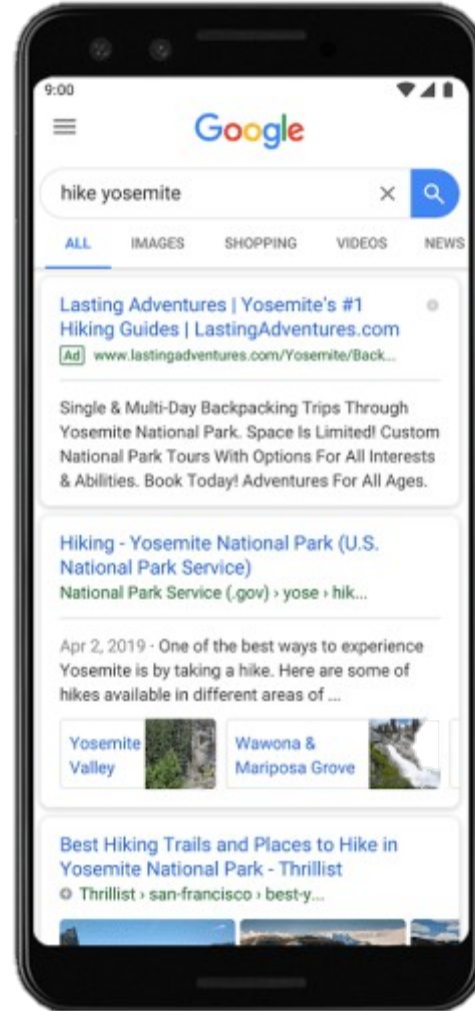 9:00
Google
hike yosemite
ALL IMAGES SHOPPING VIDEOS NEWS
Lasting Adventures | Yosemite's #1
Hiking Guides | LastingAdventures.com
Ad www.lastingadventures.com/Yosemite/Back...
Single & Multi-Day Backpacking Trips Through
Yosemite National Park. Space Is Limited! Custom
National Park Tours With Options For All Interests
& Abilities. Book Today! Adventures For All Ages.
Hiking - Yosemite National Park (U.S.
National Park Service)
National Park Service (.gov) › yose › hik...
Apr 2, 2019 · One of the best ways to experience
Yosemite is by taking a hike. Here are some of
hikes available in different areas of ...
Yosemite
Valley
Wawona &
Mariposa Grove
Best Hiking Trails and Places to Hike in
Yosemite National Park - Thrillist
Thrillist › san-francisco › best-y...